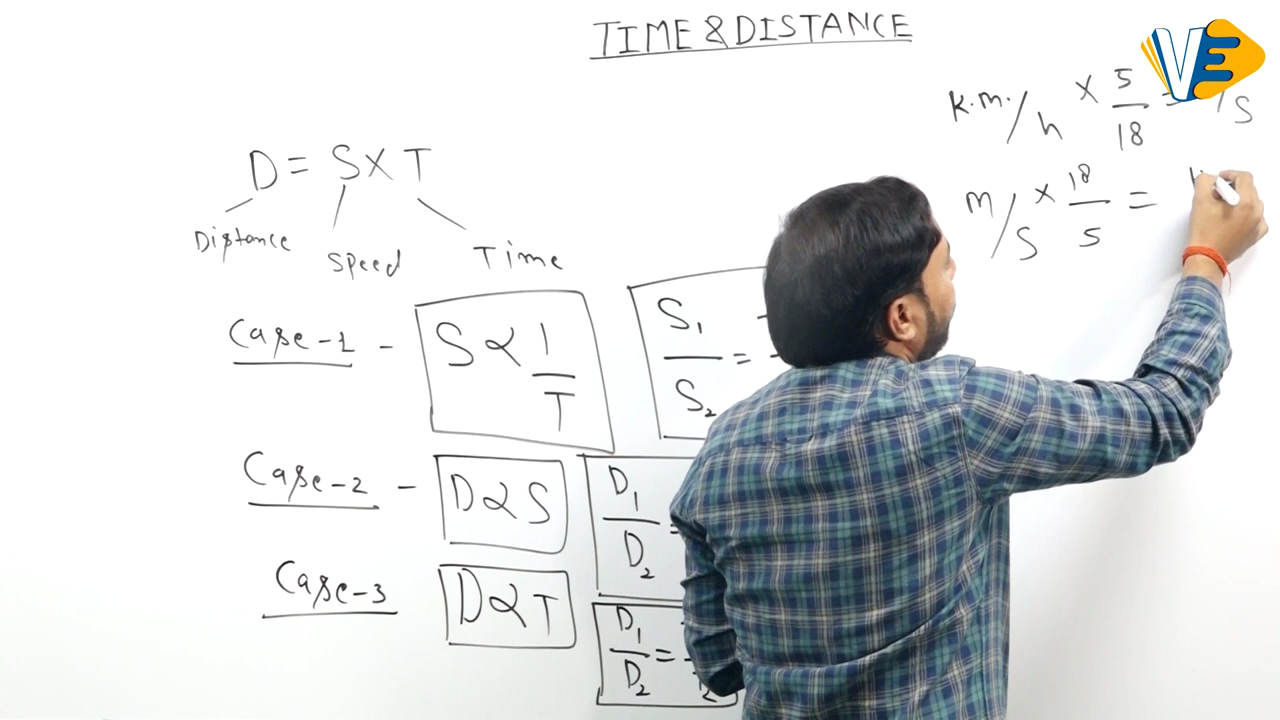 TIME & DISTANCE
VE
K.m./h × 5/18 = /S
D = S × T
m/S × 18/5 =
Distance
Speed
Time
Case-1 - S ∝ 1/T
S₁/S₂ =
Case-2 - D ∝ S
D₁/D₂ =
Case-3 D ∝ T
D₁/D₂ =